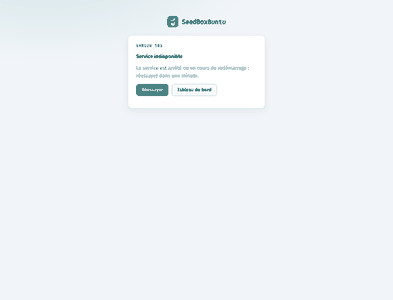 SeedBoxBunto
ERREUR 503
Service indisponible
Le service est arrêté ou en cours de redémarrage :
réessayez dans une minute.
Réessayer
Tableau de bord